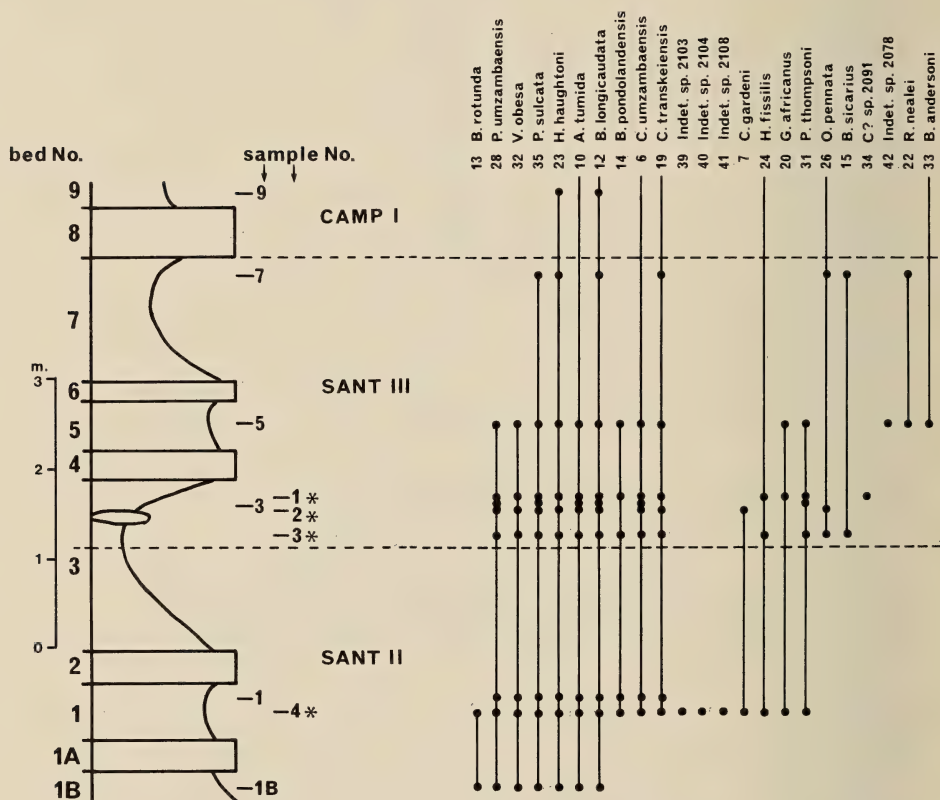 13 B. rotunda
28 P. umzambaensis
32 V. obesa
35 P. sulcata
23 H. haughtoni
10 A. tumida
12 B. longicaudata
14 B. pondolandensis
6 C. umzambaensis
19 C. transkeiensis
39 Indet. sp. 2103
40 Indet. sp. 2104
41 Indet. sp. 2108
7 C. gardeni
24 H. fissilis
20 G. africanus
31 P. thompsoni
26 O. pennata
15 B. sicarius
34 C? sp. 2091
42 Indet. sp. 2078
22 R. nealei
33 B. andersoni
bed No. sample No.
9 —9
CAMP I
8
—7
7
m.
3
6 SANT III
5 —5
4
2
—1*
—3
—2*
—3*
1
3
0
2 SANT II
—1
1 —4*
1A
1B —1B